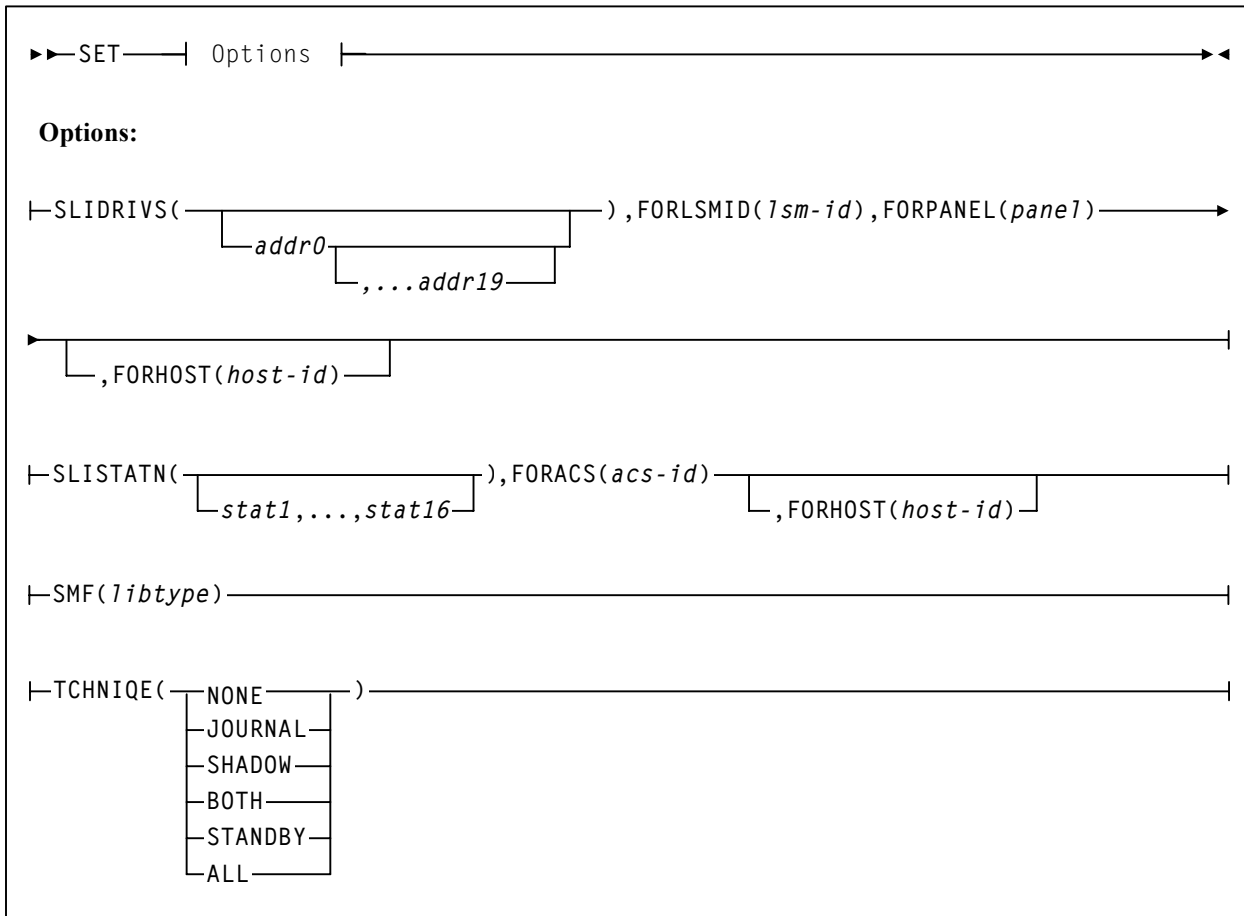 SET Options
Options:
SLIDRIVS( ),FORLSMID(lsm-id),FORPANEL(panel)
addr0
,...addr19
,FORHOST(host-id)
SLISTATN( ),FORACS(acs-id)
stat1,...,stat16 ,FORHOST(host-id)
SMF(libtype)
TCHNIQE( NONE )
JOURNAL
SHADOW
BOTH
STANDBY
ALL